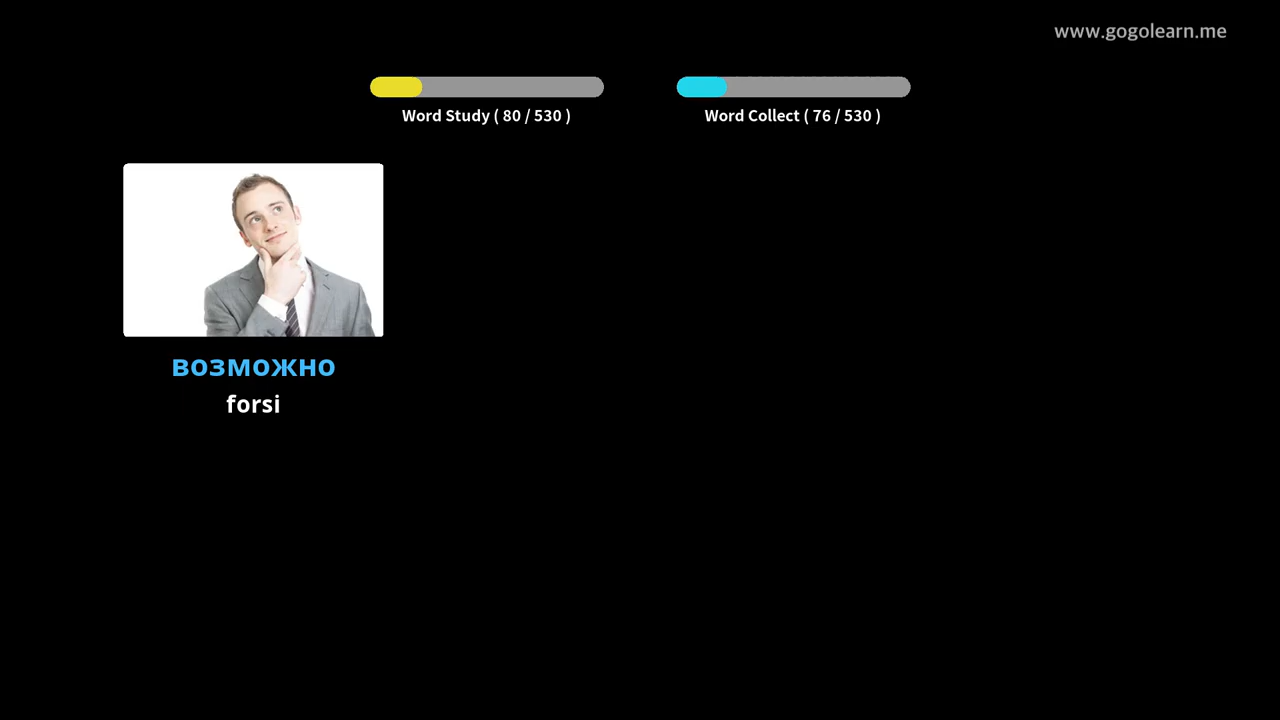 www.gogolearn.me
Word Study ( 80 / 530 )
Word Collect ( 76 / 530 )
возможно
forsi